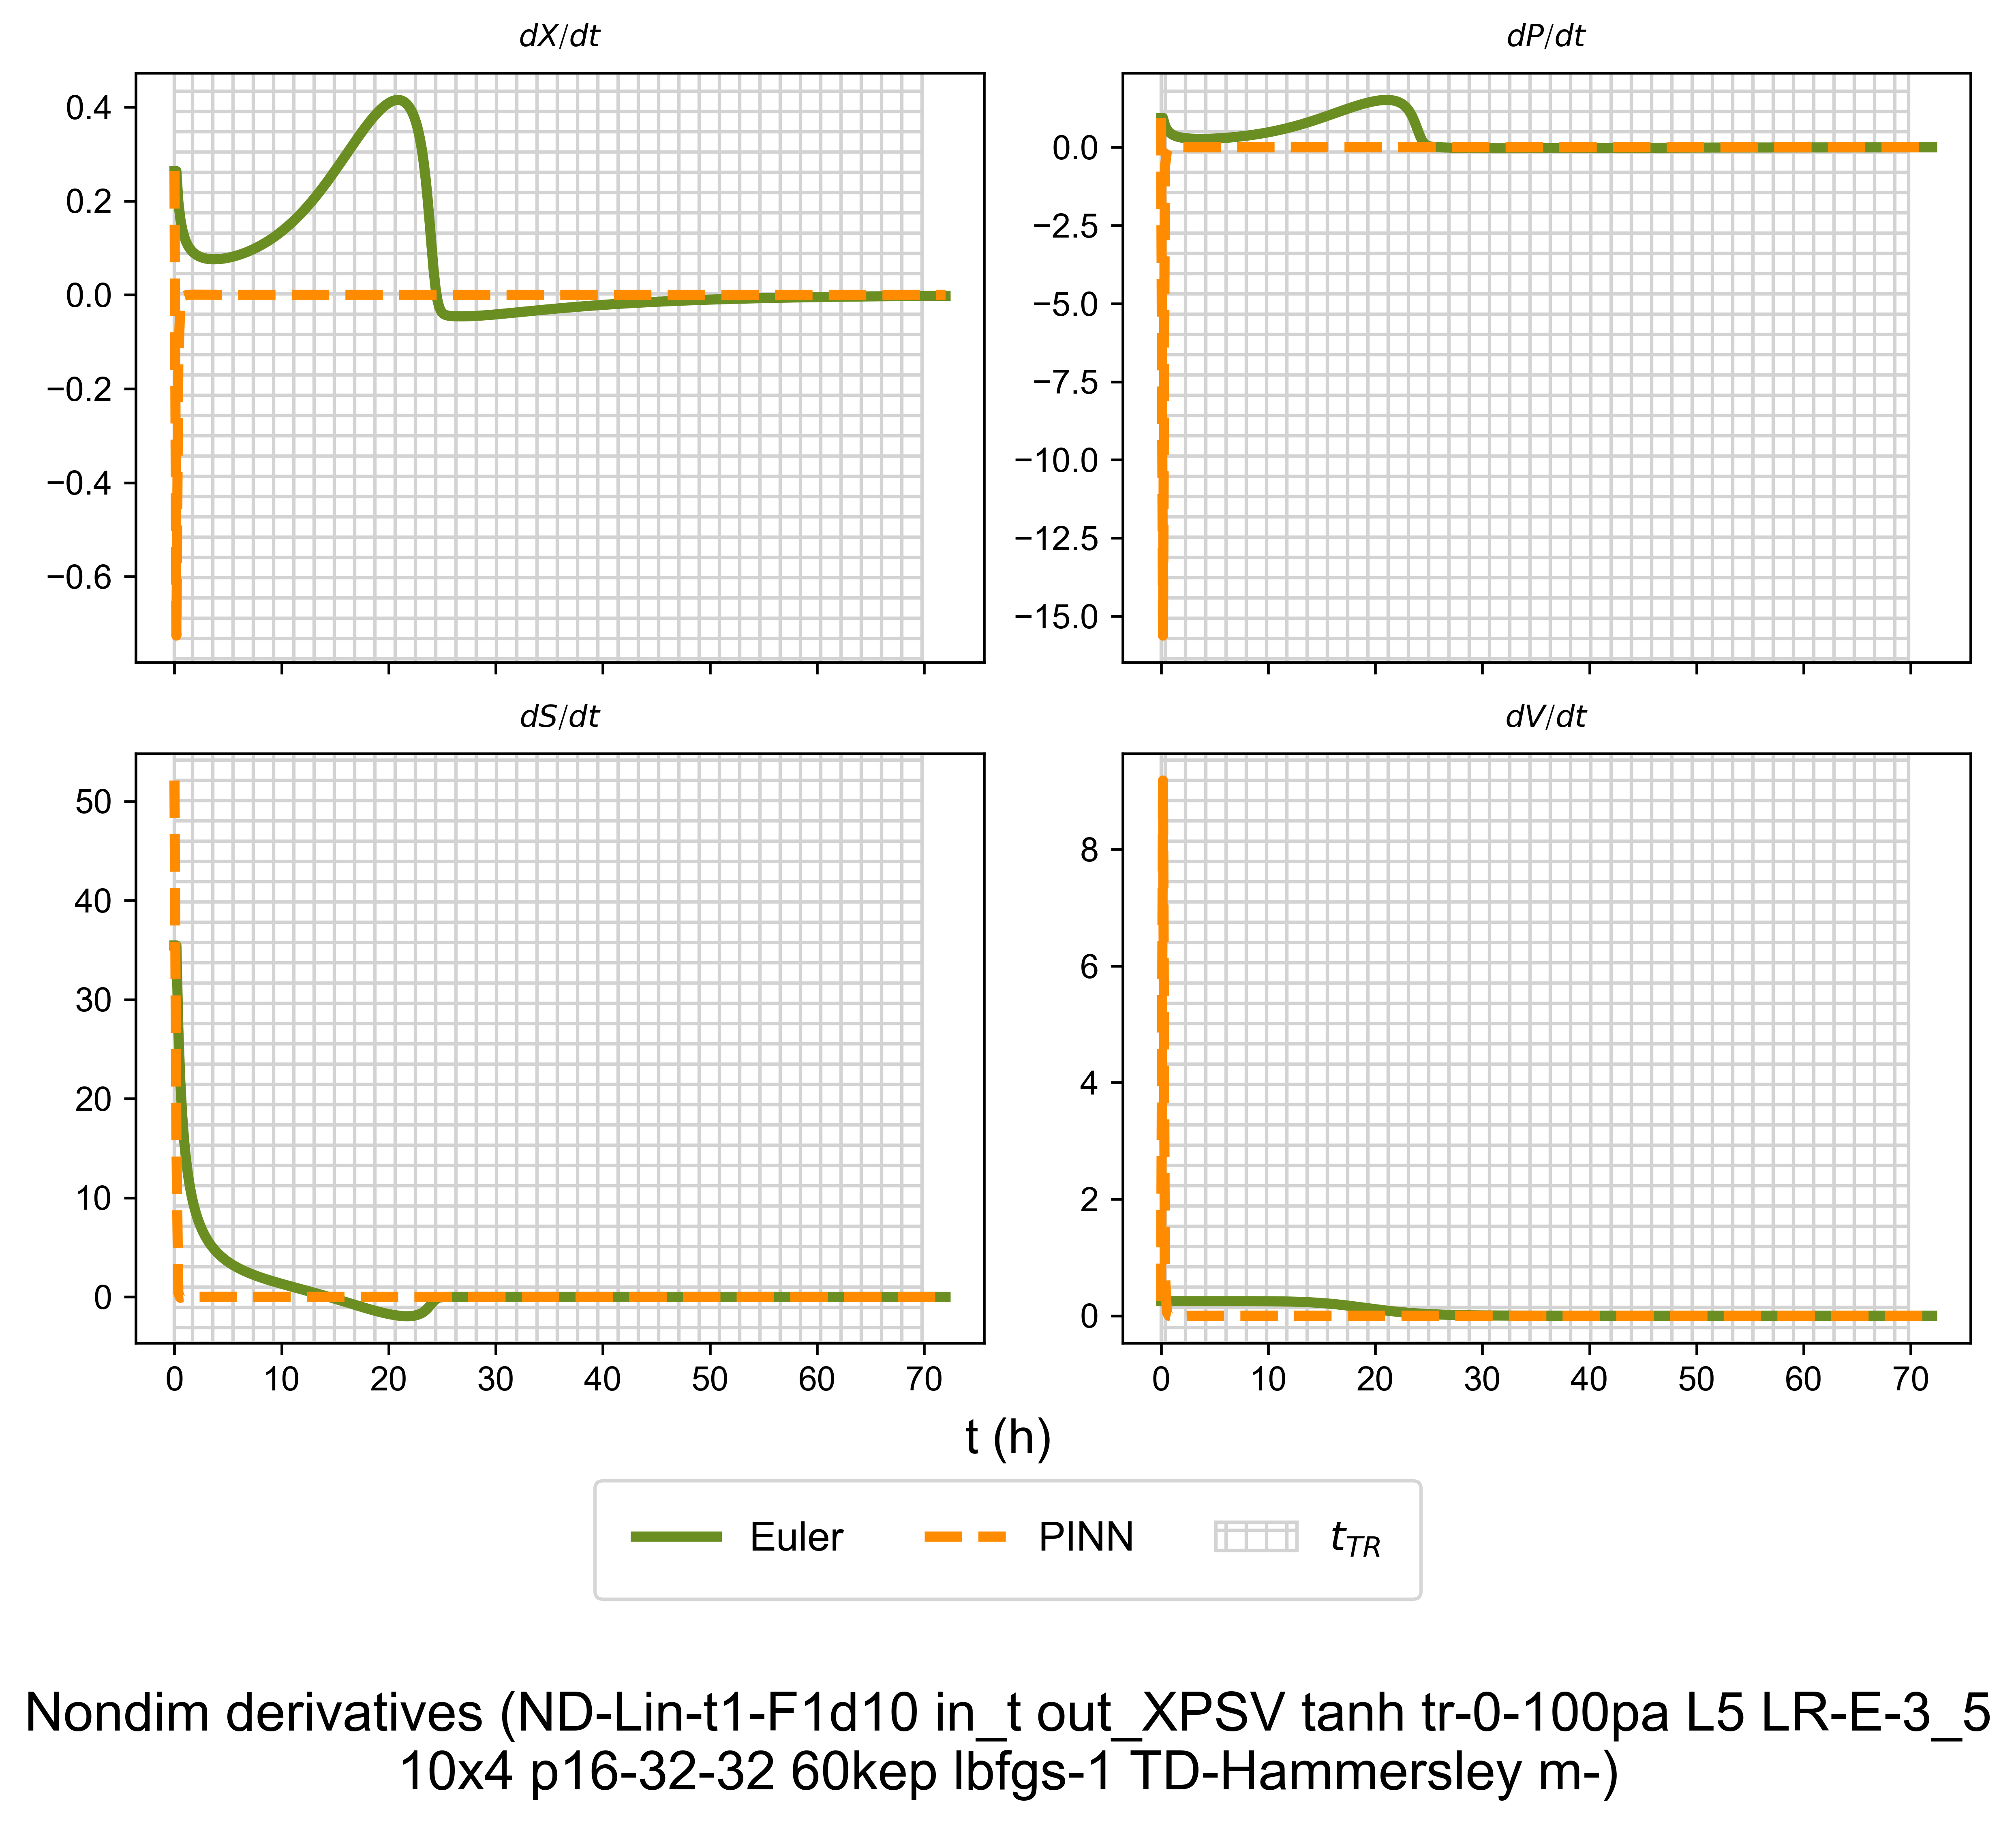 dX/dt
dP/dt
0.4
0.2
0.0
−0.2
−0.4
−0.6
0.0
−2.5
−5.0
−7.5
−10.0
−12.5
−15.0
dS/dt
dV/dt
50
40
30
20
10
0
8
6
4
2
0
0 10 20 30 40 50 60 70
0 10 20 30 40 50 60 70
t (h)
Euler PINN t_TR
Nondim derivatives (ND-Lin-t1-F1d10 in_t out_XPSV tanh tr-0-100pa L5 LR-E-3_5
10x4 p16-32-32 60kep lbfgs-1 TD-Hammersley m-)